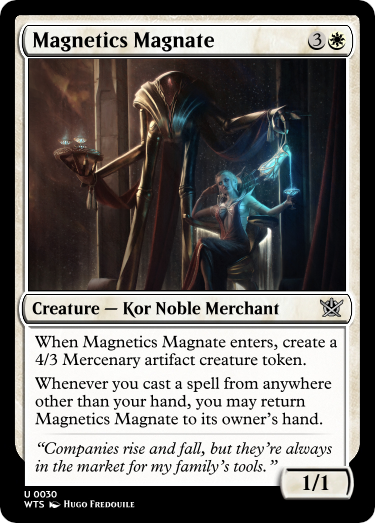 Magnetics Magnate 3
Creature — Kor Noble Merchant
When Magnetics Magnate enters, create a
4/3 Mercenary artifact creature token.
Whenever you cast a spell from anywhere
other than your hand, you may return
Magnetics Magnate to its owner's hand.
“Companies rise and fall, but they're always
in the market for my family's tools.”
1/1
U 0030
WTS Hugo Fredouile